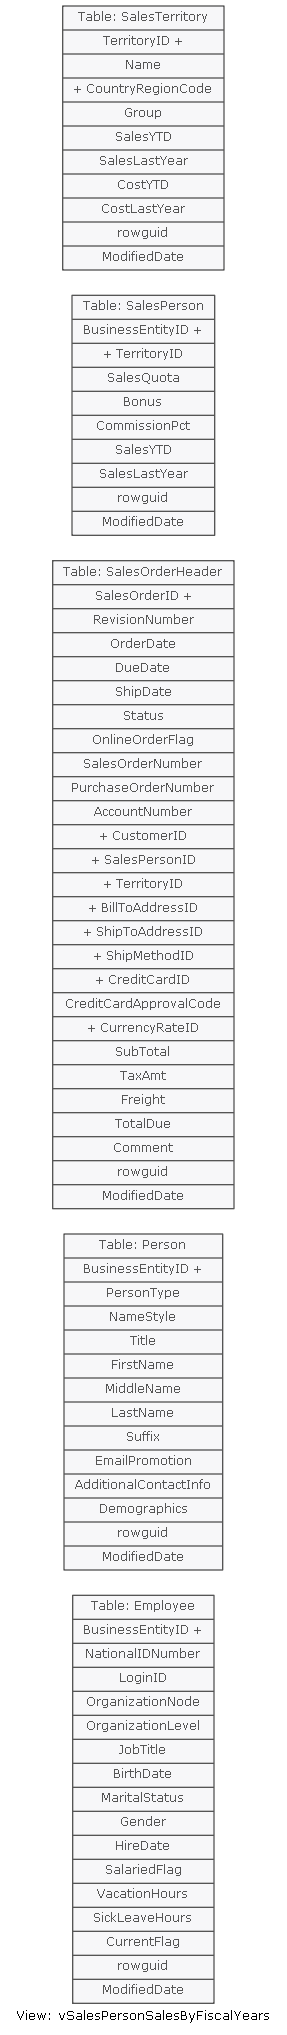 Table: SalesTerritory
TerritoryID +
Name
+ CountryRegionCode
Group
SalesYTD
SalesLastYear
CostYTD
CostLastYear
rowguid
ModifiedDate
Table: SalesPerson
BusinessEntityID +
+ TerritoryID
SalesQuota
Bonus
CommissionPct
SalesYTD
SalesLastYear
rowguid
ModifiedDate
Table: SalesOrderHeader
SalesOrderID +
RevisionNumber
OrderDate
DueDate
ShipDate
Status
OnlineOrderFlag
SalesOrderNumber
PurchaseOrderNumber
AccountNumber
+ CustomerID
+ SalesPersonID
+ TerritoryID
+ BillToAddressID
+ ShipToAddressID
+ ShipMethodID
+ CreditCardID
CreditCardApprovalCode
+ CurrencyRateID
SubTotal
TaxAmt
Freight
TotalDue
Comment
rowguid
ModifiedDate
Table: Person
BusinessEntityID +
PersonType
NameStyle
Title
FirstName
MiddleName
LastName
Suffix
EmailPromotion
AdditionalContactInfo
Demographics
rowguid
ModifiedDate
Table: Employee
BusinessEntityID +
NationalIDNumber
LoginID
OrganizationNode
OrganizationLevel
JobTitle
BirthDate
MaritalStatus
Gender
HireDate
SalariedFlag
VacationHours
SickLeaveHours
CurrentFlag
rowguid
ModifiedDate
View: vSalesPersonSalesByFiscalYears